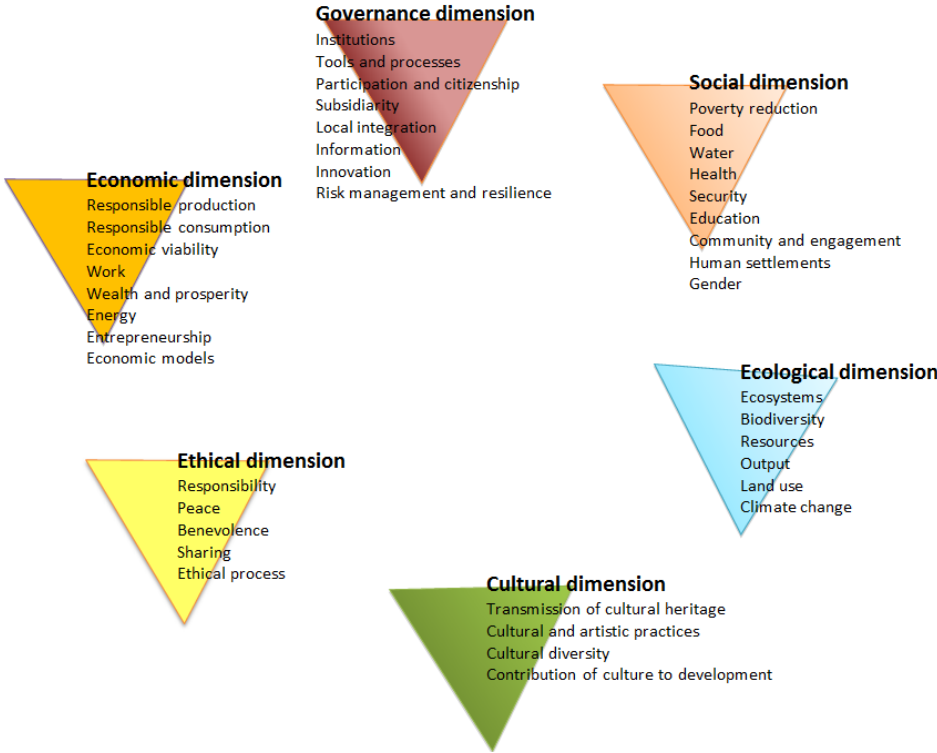 Governance dimension
Institutions
Tools and processes
Participation and citizenship
Subsidiarity
Local integration
Information
Innovation
Risk management and resilience
Social dimension
Poverty reduction
Food
Water
Health
Security
Education
Community and engagement
Human settlements
Gender
Economic dimension
Responsible production
Responsible consumption
Economic viability
Work
Wealth and prosperity
Energy
Entrepreneurship
Economic models
Ecological dimension
Ecosystems
Biodiversity
Resources
Output
Land use
Climate change
Ethical dimension
Responsibility
Peace
Benevolence
Sharing
Ethical process
Cultural dimension
Transmission of cultural heritage
Cultural and artistic practices
Cultural diversity
Contribution of culture to development